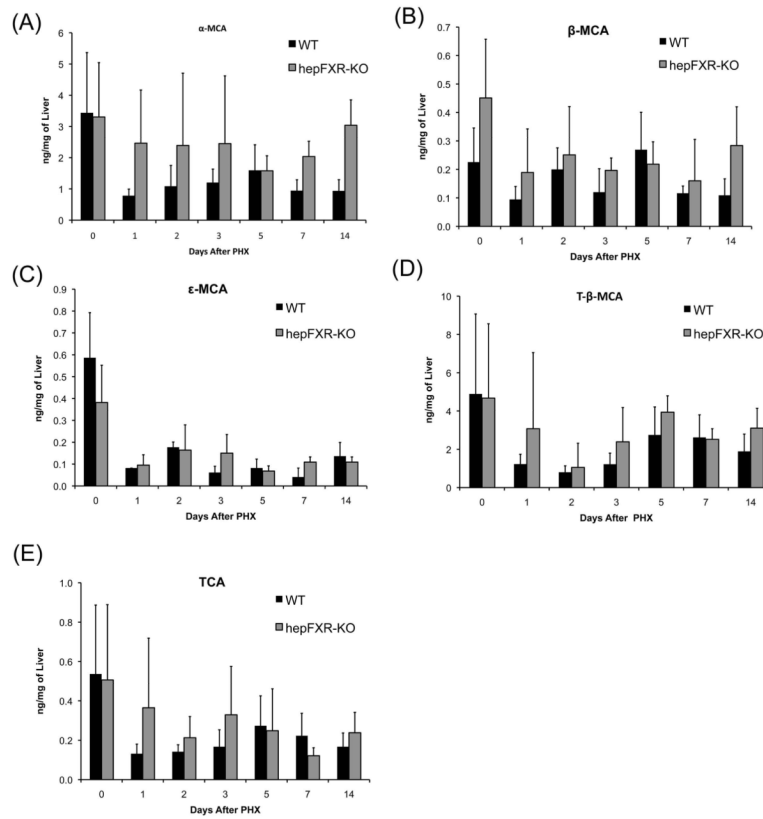 (A)
α-MCA
6
5
4
3
2
1
0
ng/mg of Liver
WT
hepFXR-KO
0 1 2 3 5 7 14
Days After PHX
(B)
β-MCA
0.7
0.6
0.5
0.4
0.3
0.2
0.1
0.0
ng/mg of Liver
WT
hepFXR-KO
0 1 2 3 5 7 14
Days After PHX
(C)
ε-MCA
0.9
0.8
0.7
0.6
0.5
0.4
0.3
0.2
0.1
0.0
ng/mg of Liver
WT
hepFXR-KO
0 1 2 3 5 7 14
Days After PHX
(D)
T-β-MCA
10
8
6
4
2
0
ng/mg of Liver
WT
hepFXR-KO
0 1 2 3 5 7 14
Days After PHX
(E)
TCA
1.0
0.8
0.6
0.4
0.2
0.0
ng/mg of Liver
WT
hepFXR-KO
0 1 2 3 5 7 14
Days After PHX